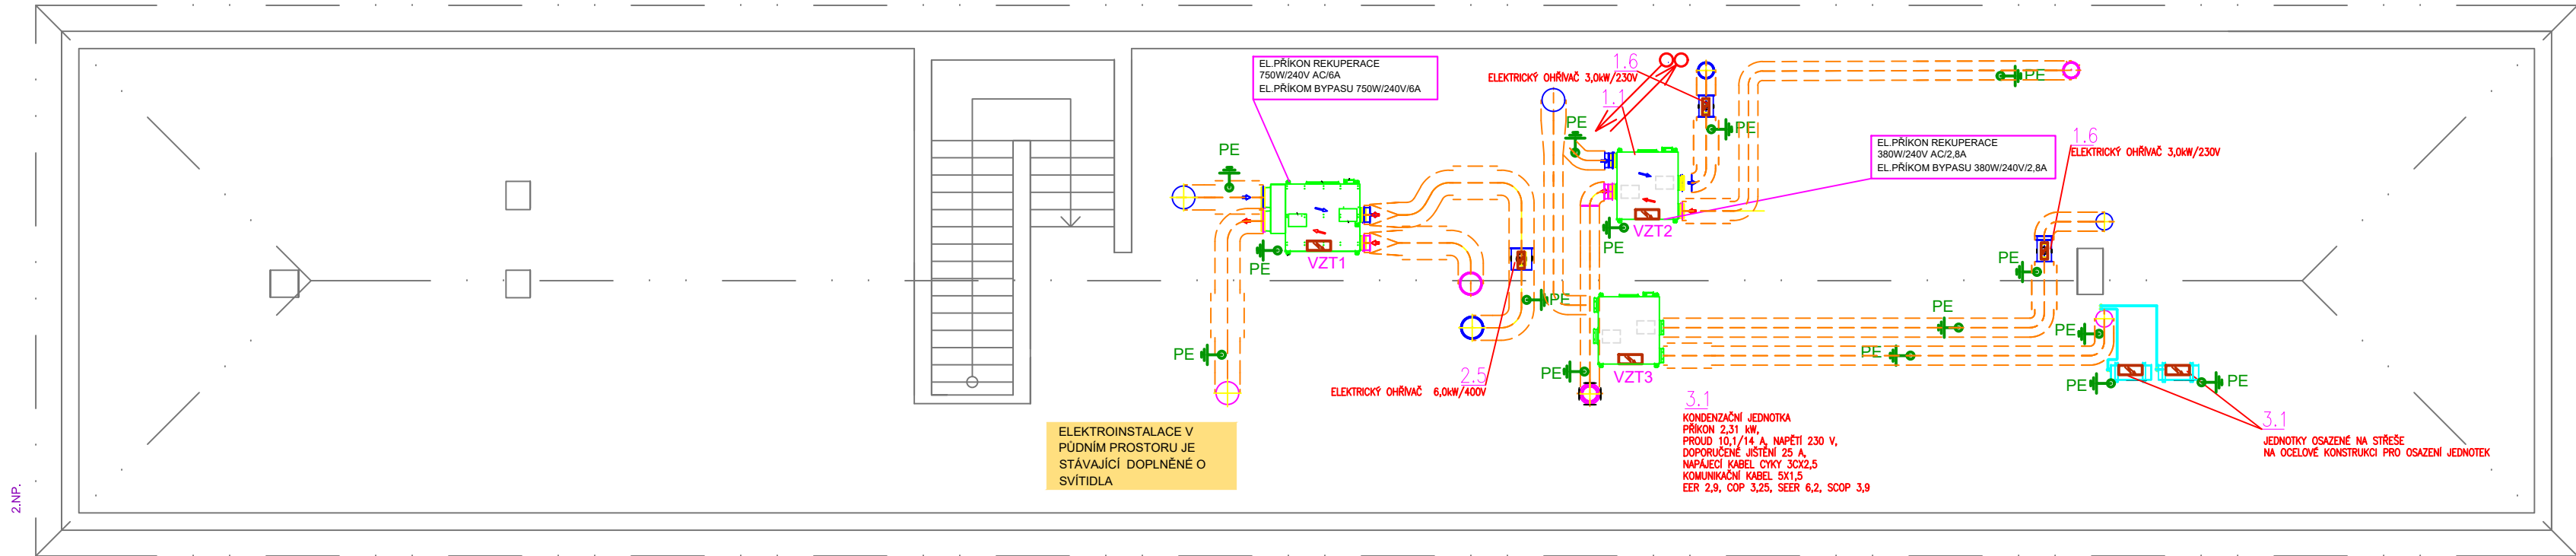 EL.PŘÍKON REKUPERACE
750W/240V AC/6A
EL.PŘÍKOM BYPASU 750W/240V/6A
1.6
ELEKTRICKÝ OHŘÍVAČ 3,0kW/230V
1.1
PE
PE
PE
PE
EL.PŘÍKON REKUPERACE
380W/240V AC/2,8A
EL.PŘÍKOM BYPASU 380W/240V/2,8A
1.6
ELEKTRICKÝ OHŘÍVAČ 3,0kW/230V
VZT2
PE
VZT1
PE
PE
PE
PE
PE
PE
PE
PE
VZT3
PE
PE
PE
2.5
ELEKTRICKÝ OHŘÍVAČ 6,0kW/400V
3.1
KONDENZAČNÍ JEDNOTKA
PŘÍKON 2,31 kW,
PROUD 10,1/14 A, NAPĚTÍ 230 V,
DOPORUČENÉ JIŠTĚNÍ 25 A,
NAPÁJECÍ KABEL CYKY 3CX2,5
KOMUNIKAČNÍ KABEL 5X1,5
EER 2,9, COP 3,25, SEER 6,2, SCOP 3,9
3.1
JEDNOTKY OSAZENÉ NA STŘEŠE
NA OCELOVÉ KONSTRUKCI PRO OSAZENÍ JEDNOTEK
ELEKTROINSTALACE V
PŮDNÍM PROSTORU JE
STÁVAJÍCÍ DOPLNĚNÉ O
SVÍTIDLA
2.NP.